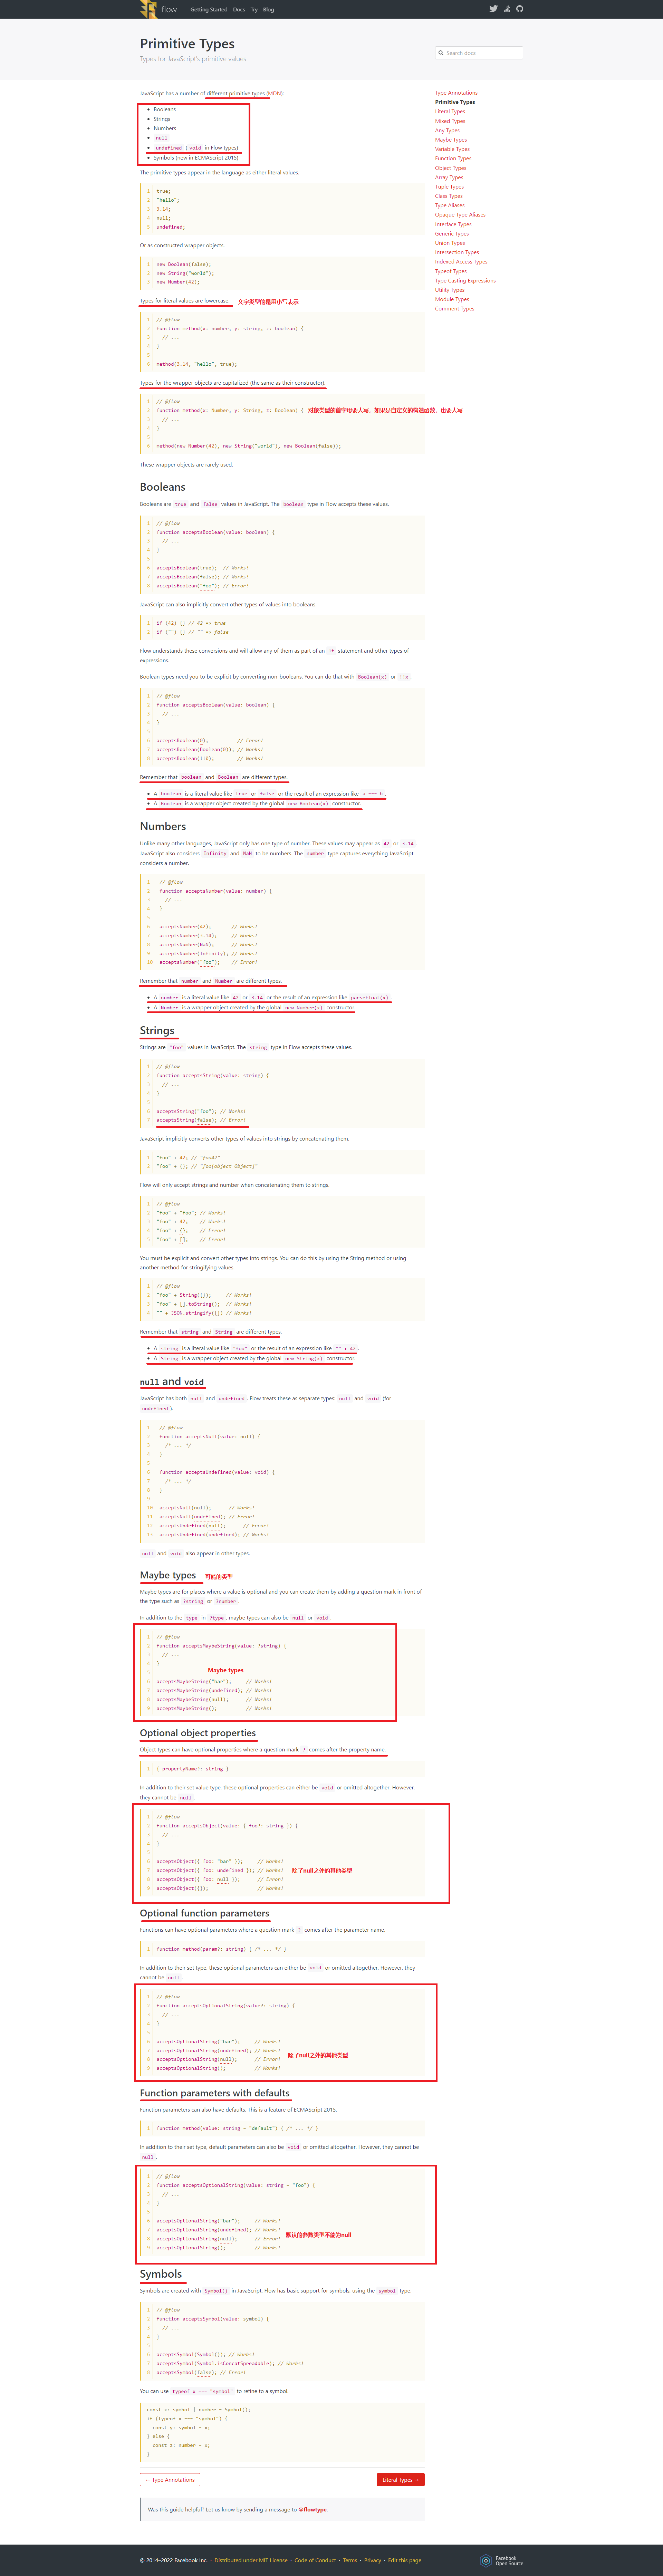 flow
Getting Started Docs Try Blog
Primitive Types
Types for JavaScript's primitive values
Search docs
JavaScript has a number of different primitive types (MDN):
Booleans
Strings
Numbers
null
undefined ( void in Flow types)
Symbols (new in ECMAScript 2015)
The primitive types appear in the language as either literal values.
1 true;
2 "hello";
3 3.14;
4 null;
5 undefined;
Or as constructed wrapper objects.
1 new Boolean(false);
2 new String("world");
3 new Number(42);
Types for literal values are lowercase. 文字类型的是用小写表示
1 // @flow
2 function method(x: number, y: string, z: boolean) {
3 // ...
4 }
5
6 method(3.14, "hello", true);
Types for the wrapper objects are capitalized (the same as their constructor).
1 // @flow
2 function method(x: Number, y: String, z: Boolean) { 对象类型的首字母要大写，如果是自定义的构造函数，也要大写
3 // ...
4 }
5
6 method(new Number(42), new String("world"), new Boolean(false));
These wrapper objects are rarely used.
Booleans
Booleans are true and false values in JavaScript. The boolean type in Flow accepts these values.
1 // @flow
2 function acceptsBoolean(value: boolean) {
3 // ...
4 }
5
6 acceptsBoolean(true); // Works!
7 acceptsBoolean(false); // Works!
8 acceptsBoolean("foo"); // Error!
JavaScript can also implicitly convert other types of values into booleans.
1 if (42) {} // 42 => true
2 if ("") {} // "" => false
Flow understands these conversions and will allow any of them as part of an if statement and other types of
expressions.
Boolean types need you to be explicit by converting non-booleans. You can do that with Boolean(x) or !!x .
1 // @flow
2 function acceptsBoolean(value: boolean) {
3 // ...
4 }
5
6 acceptsBoolean(0); // Error!
7 acceptsBoolean(Boolean(0)); // Works!
8 acceptsBoolean(!!0); // Works!
Remember that boolean and Boolean are different types.
A boolean is a literal value like true or false or the result of an expression like a === b .
A Boolean is a wrapper object created by the global new Boolean(x) constructor.
Numbers
Unlike many other languages, JavaScript only has one type of number. These values may appear as 42 or 3.14 .
JavaScript also considers Infinity and NaN to be numbers. The number type captures everything JavaScript
considers a number.
1 // @flow
2 function acceptsNumber(value: number) {
3 // ...
4 }
5
6 acceptsNumber(42); // Works!
7 acceptsNumber(3.14); // Works!
8 acceptsNumber(NaN); // Works!
9 acceptsNumber(Infinity); // Works!
10 acceptsNumber("foo"); // Error!
Remember that number and Number are different types.
A number is a literal value like 42 or 3.14 or the result of an expression like parseFloat(x) .
A Number is a wrapper object created by the global new Number(x) constructor.
Strings
Strings are "foo" values in JavaScript. The string type in Flow accepts these values.
1 // @flow
2 function acceptsString(value: string) {
3 // ...
4 }
5
6 acceptsString("foo"); // Works!
7 acceptsString(false); // Error!
JavaScript implicitly converts other types of values into strings by concatenating them.
1 "foo" + 42; // "foo42"
2 "foo" + {}; // "foo[object Object]"
Flow will only accept strings and number when concatenating them to strings.
1 // @flow
2 "foo" + "foo"; // Works!
3 "foo" + 42; // Works!
4 "foo" + {}; // Error!
5 "foo" + []; // Error!
You must be explicit and convert other types into strings. You can do this by using the String method or using
another method for stringifying values.
1 // @flow
2 "foo" + String({}); // Works!
3 "foo" + [].toString(); // Works!
4 "" + JSON.stringify({}) // Works!
Remember that string and String are different types.
A string is a literal value like "foo" or the result of an expression like "" + 42 .
A String is a wrapper object created by the global new String(x) constructor.
null and void
JavaScript has both null and undefined . Flow treats these as separate types: null and void (for
undefined ).
1 // @flow
2 function acceptsNull(value: null) {
3 /* ... */
4 }
5
6 function acceptsUndefined(value: void) {
7 /* ... */
8 }
9
10 acceptsNull(null); // Works!
11 acceptsNull(undefined); // Error!
12 acceptsUndefined(null); // Error!
13 acceptsUndefined(undefined); // Works!
null and void also appear in other types.
Maybe types 可能的类型
Maybe types are for places where a value is optional and you can create them by adding a question mark in front of
the type such as ?string or ?number .
In addition to the type in ?type , maybe types can also be null or void .
1 // @flow
2 function acceptsMaybeString(value: ?string) {
3 // ...
4 }
5
Maybe types
6 acceptsMaybeString("bar"); // Works!
7 acceptsMaybeString(undefined); // Works!
8 acceptsMaybeString(null); // Works!
9 acceptsMaybeString(); // Works!
Optional object properties
Object types can have optional properties where a question mark ? comes after the property name.
1 { propertyName?: string }
In addition to their set value type, these optional properties can either be void or omitted altogether. However,
they cannot be null .
1 // @flow
2 function acceptsObject(value: { foo?: string }) {
3 // ...
4 }
5
6 acceptsObject({ foo: "bar" }); // Works!
7 acceptsObject({ foo: undefined }); // Works! 除了null之外的其他类型
8 acceptsObject({ foo: null }); // Error!
9 acceptsObject({}); // Works!
Optional function parameters
Functions can have optional parameters where a question mark ? comes after the parameter name.
1 function method(param?: string) { /* ... */ }
In addition to their set type, these optional parameters can either be void or omitted altogether. However, they
cannot be null .
1 // @flow
2 function acceptsOptionalString(value?: string) {
3 // ...
4 }
5
6 acceptsOptionalString("bar"); // Works!
7 acceptsOptionalString(undefined); // Works!
8 acceptsOptionalString(null); // Error! 除了null之外的其他类型
9 acceptsOptionalString(); // Works!
Function parameters with defaults
Function parameters can also have defaults. This is a feature of ECMAScript 2015.
1 function method(value: string = "default") { /* ... */ }
In addition to their set type, default parameters can also be void or omitted altogether. However, they cannot be
null .
1 // @flow
2 function acceptsOptionalString(value: string = "foo") {
3 // ...
4 }
5
6 acceptsOptionalString("bar"); // Works!
7 acceptsOptionalString(undefined); // Works!
8 acceptsOptionalString(null); // Error! 默认的参数类型不能为null
9 acceptsOptionalString(); // Works!
Symbols
Symbols are created with Symbol() in JavaScript. Flow has basic support for symbols, using the symbol type.
1 // @flow
2 function acceptsSymbol(value: symbol) {
3 // ...
4 }
5
6 acceptsSymbol(Symbol()); // Works!
7 acceptsSymbol(Symbol.isConcatSpreadable); // Works!
8 acceptsSymbol(false); // Error!
You can use typeof x === "symbol" to refine to a symbol.
const x: symbol | number = Symbol();
if (typeof x === "symbol") {
const y: symbol = x;
} else {
const z: number = x;
}
← Type Annotations
Literal Types →
Was this guide helpful? Let us know by sending a message to @flowtype.
Type Annotations
Primitive Types
Literal Types
Mixed Types
Any Types
Maybe Types
Variable Types
Function Types
Object Types
Array Types
Tuple Types
Class Types
Type Aliases
Opaque Type Aliases
Interface Types
Generic Types
Union Types
Intersection Types
Indexed Access Types
Typeof Types
Type Casting Expressions
Utility Types
Module Types
Comment Types
© 2014–2022 Facebook Inc. · Distributed under MIT License · Code of Conduct · Terms · Privacy · Edit this page
Facebook
Open Source